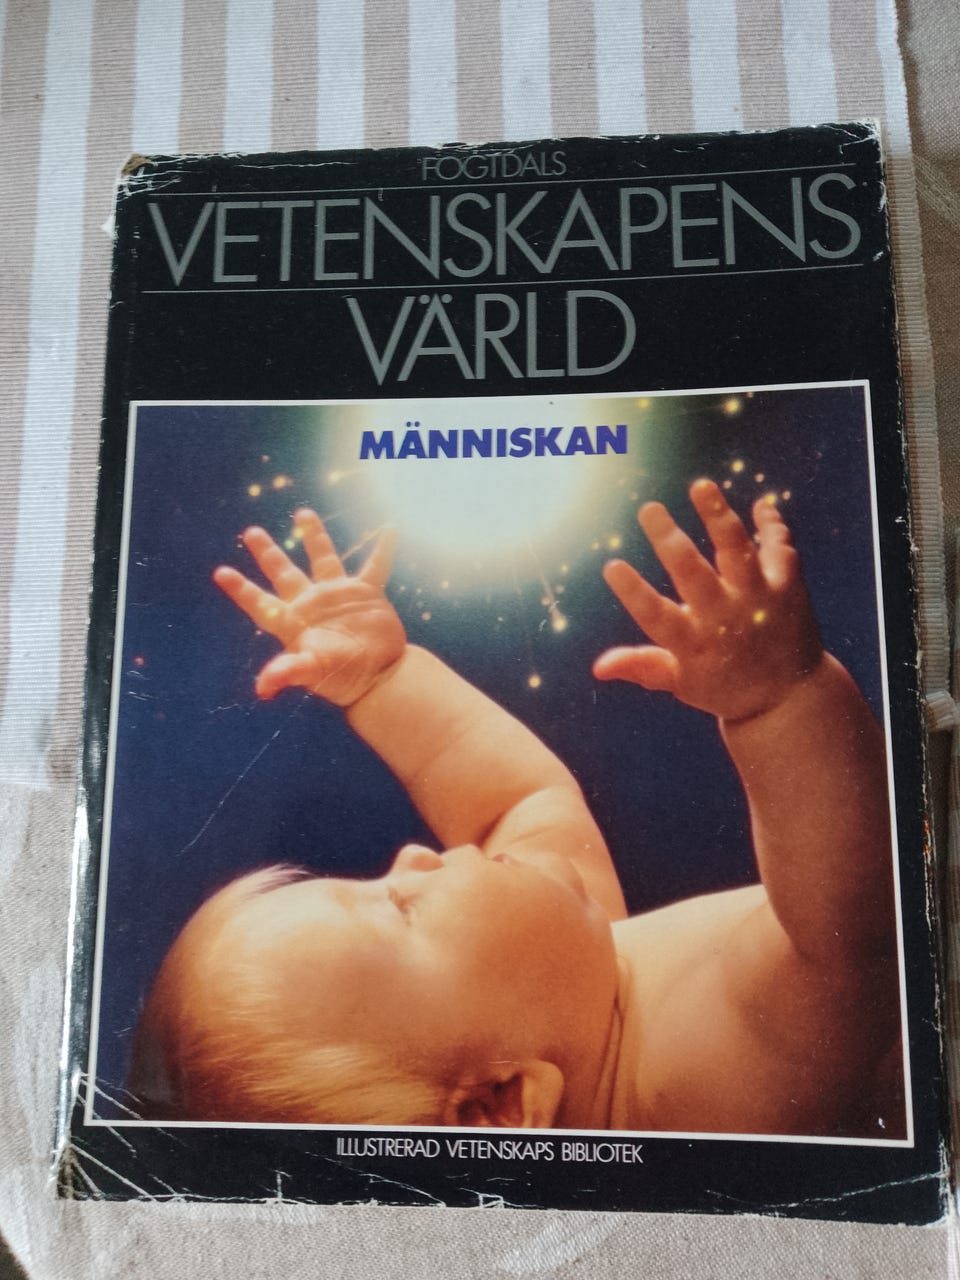 FOGTDALS
VETENSKAPENS
VÄRLD
MÄNNISKAN
ILLUSTRERAD VETENSKAPS BIBLIOTEK